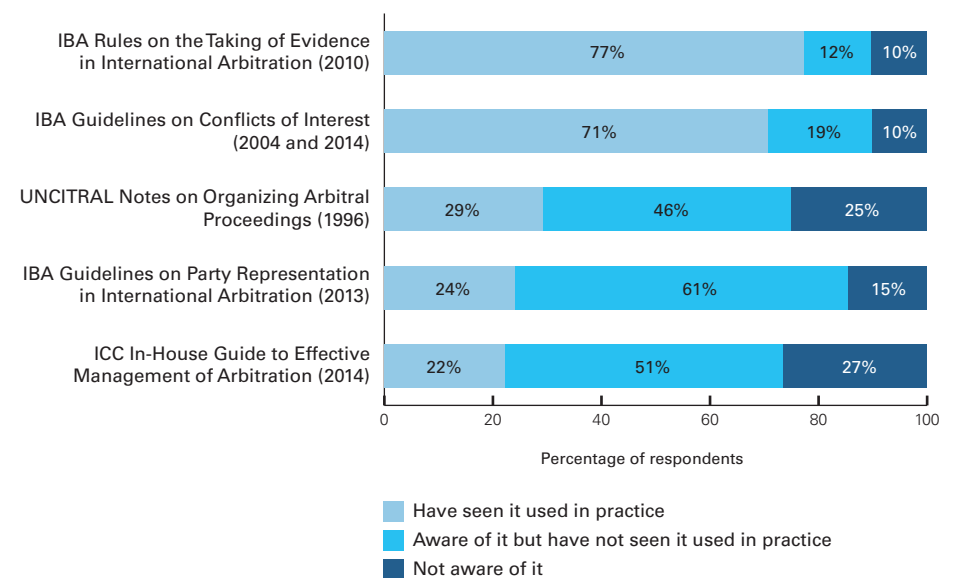 IBA Rules on the Taking of Evidence
in International Arbitration (2010)
77%
12%
10%
IBA Guidelines on Conflicts of Interest
(2004 and 2014)
71%
19%
10%
UNCITRAL Notes on Organizing Arbitral
Proceedings (1996)
29%
46%
25%
IBA Guidelines on Party Representation
in International Arbitration (2013)
24%
61%
15%
ICC In-House Guide to Effective
Management of Arbitration (2014)
22%
51%
27%
0 20 40 60 80 100
Percentage of respondents
Have seen it used in practice
Aware of it but have not seen it used in practice
Not aware of it